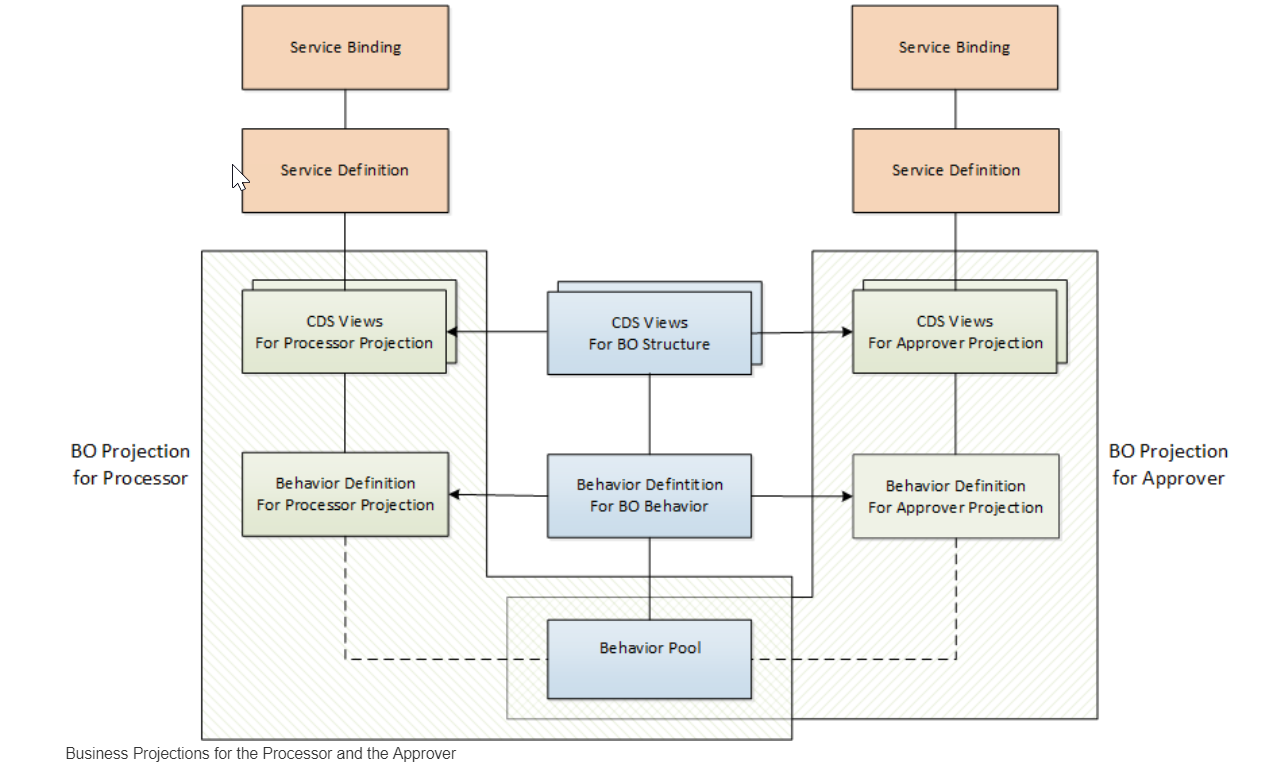 Service Binding
Service Binding
Service Definition
Service Definition
CDS Views
For Processor Projection
CDS Views
For BO Structure
CDS Views
For Approver Projection
BO Projection
for Processor
BO Projection
for Approver
Behavior Definition
For Processor Projection
Behavior Defintition
For BO Behavior
Behavior Definition
For Approver Projection
Behavior Pool
Business Projections for the Processor and the Approver